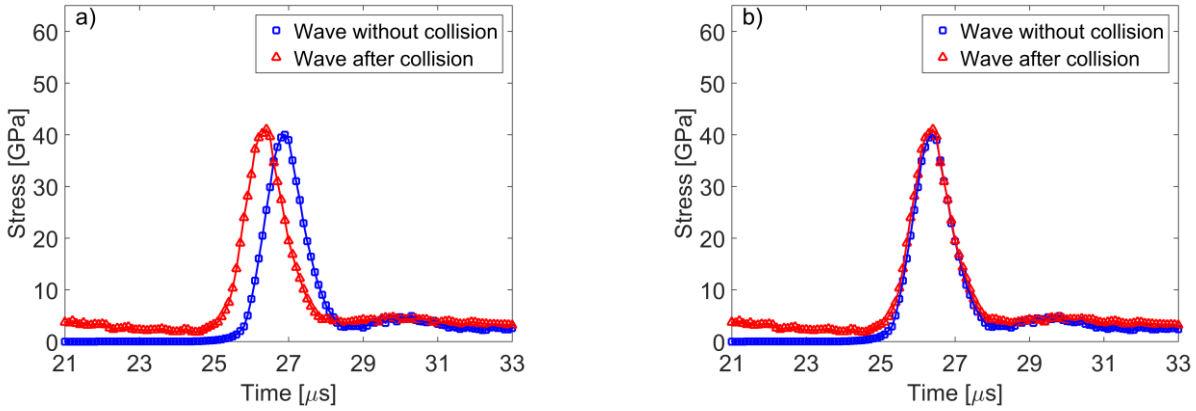 a)
Wave without collision
Wave after collision
60
50
40
30
20
10
0
Stress [GPa]
21 23 25 27 29 31 33
Time [μs]
b)
Wave without collision
Wave after collision
60
50
40
30
20
10
0
Stress [GPa]
21 23 25 27 29 31 33
Time [μs]